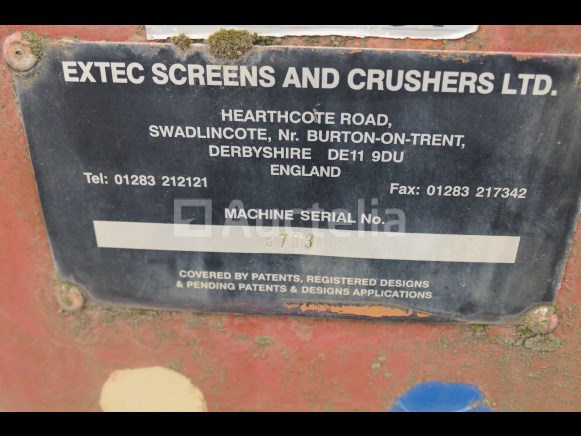 EXTEC SCREENS AND CRUSHERS LTD.
HEARTHCOTE ROAD,
SWADLINCOTE, Nr. BURTON-ON-TRENT,
DERBYSHIRE DE11 9DU
ENGLAND
Tel: 01283 212121 Fax: 01283 217342
Auctelia
MACHINE SERIAL No.
COVERED BY PATENTS, REGISTERED DESIGNS
& PENDING PATENTS & DESIGNS APPLICATIONS